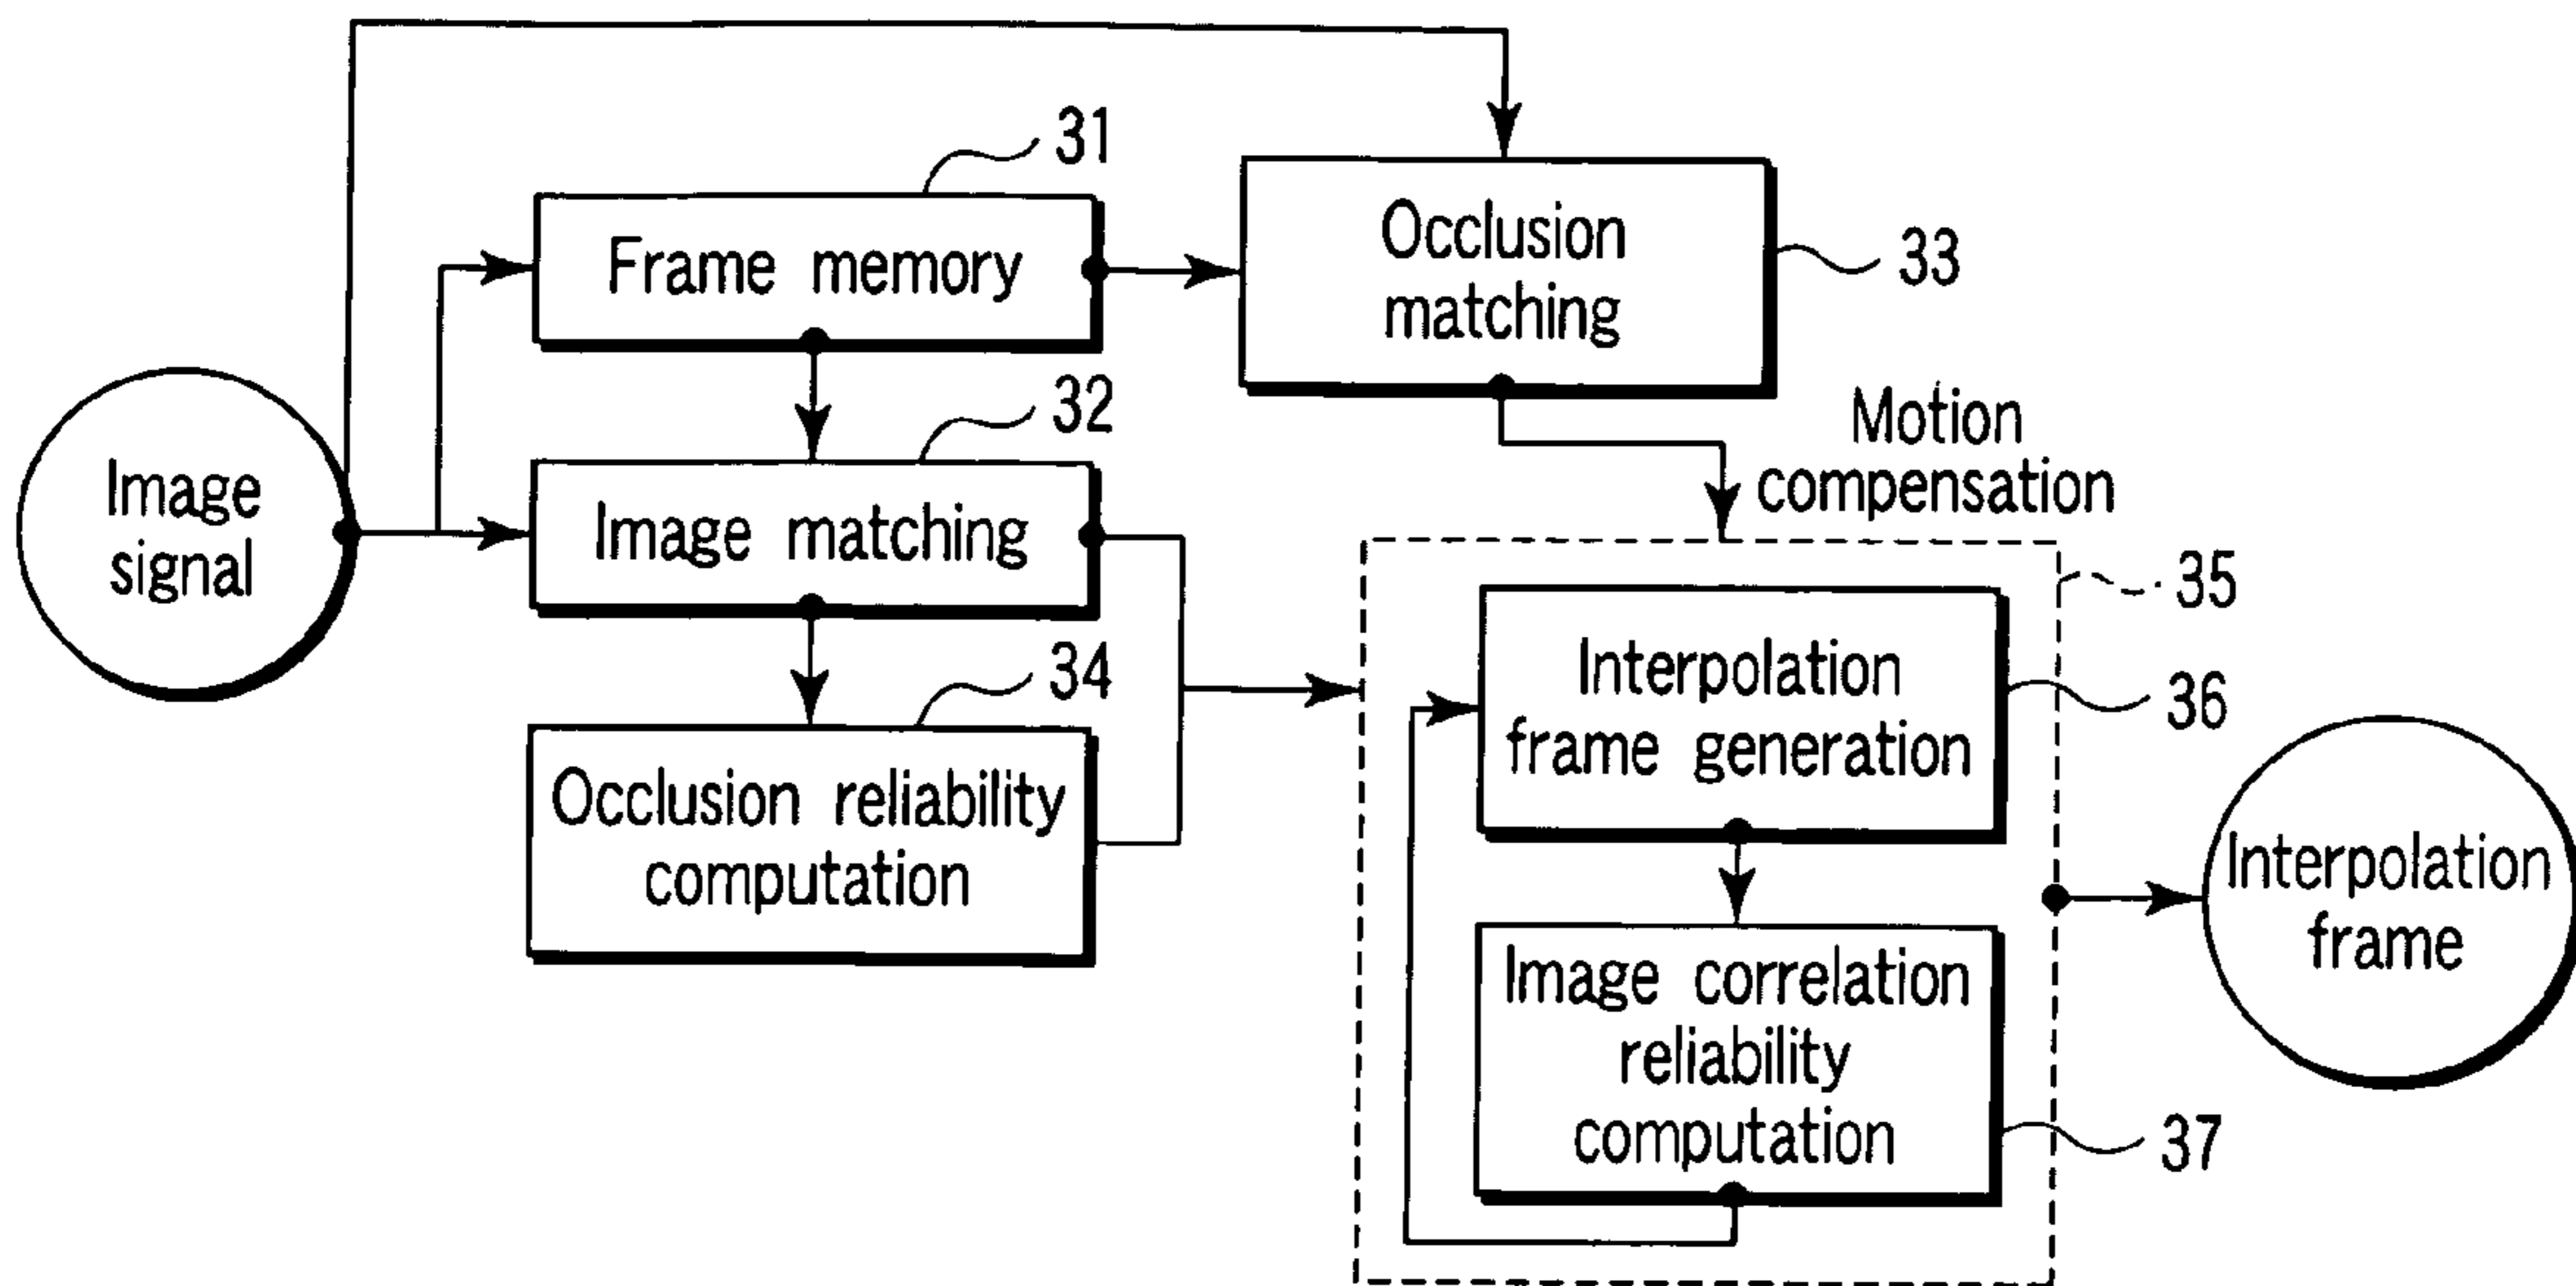 31
Frame memory
Occlusion
matching
33
32
Motion
compensation
Image
signal
Image matching
35
34
Interpolation
frame generation
36
Occlusion reliability
computation
Interpolation
frame
Image correlation
reliability
computation
37